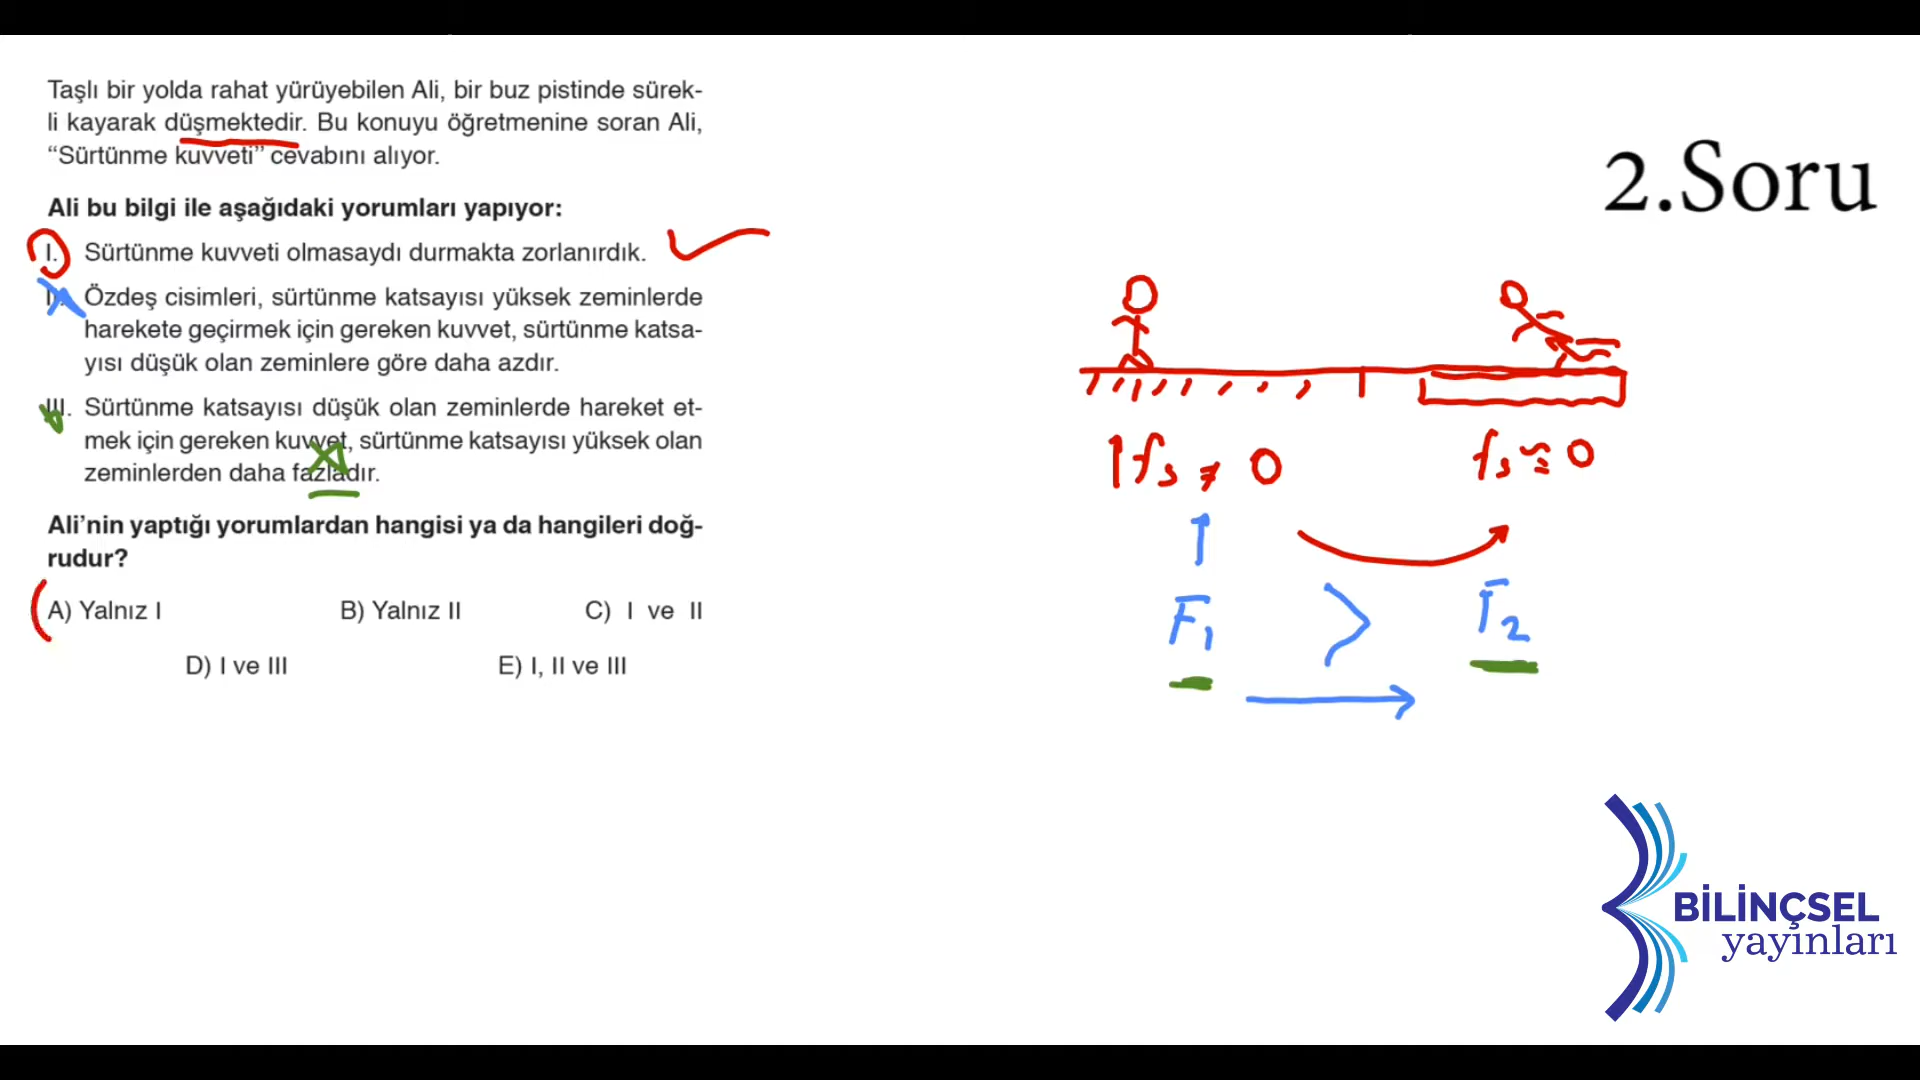 Taşlı bir yolda rahat yürüyebilen Ali, bir buz pistinde sürek-
li kayarak düşmektedir. Bu konuyu öğretmenine soran Ali,
“Sürtünme kuvveti” cevabını alıyor.
Ali bu bilgi ile aşağıdaki yorumları yapıyor:
I. Sürtünme kuvveti olmasaydı durmakta zorlanırdık.
II. Özdeş cisimleri, sürtünme katsayısı yüksek zeminlerde
harekete geçirmek için gereken kuvvet, sürtünme katsa-
yısı düşük olan zeminlere göre daha azdır.
III. Sürtünme katsayısı düşük olan zeminlerde hareket et-
mek için gereken kuvvet, sürtünme katsayısı yüksek olan
zeminlerden daha fazladır.
Ali’nin yaptığı yorumlardan hangisi ya da hangileri doğ-
rudur?
A) Yalnız I B) Yalnız II C) I ve II
D) I ve III E) I, II ve III
2.Soru
fs ≠ 0 fs ≈ 0
F1 > F2
BİLİNÇSEL
yayınları